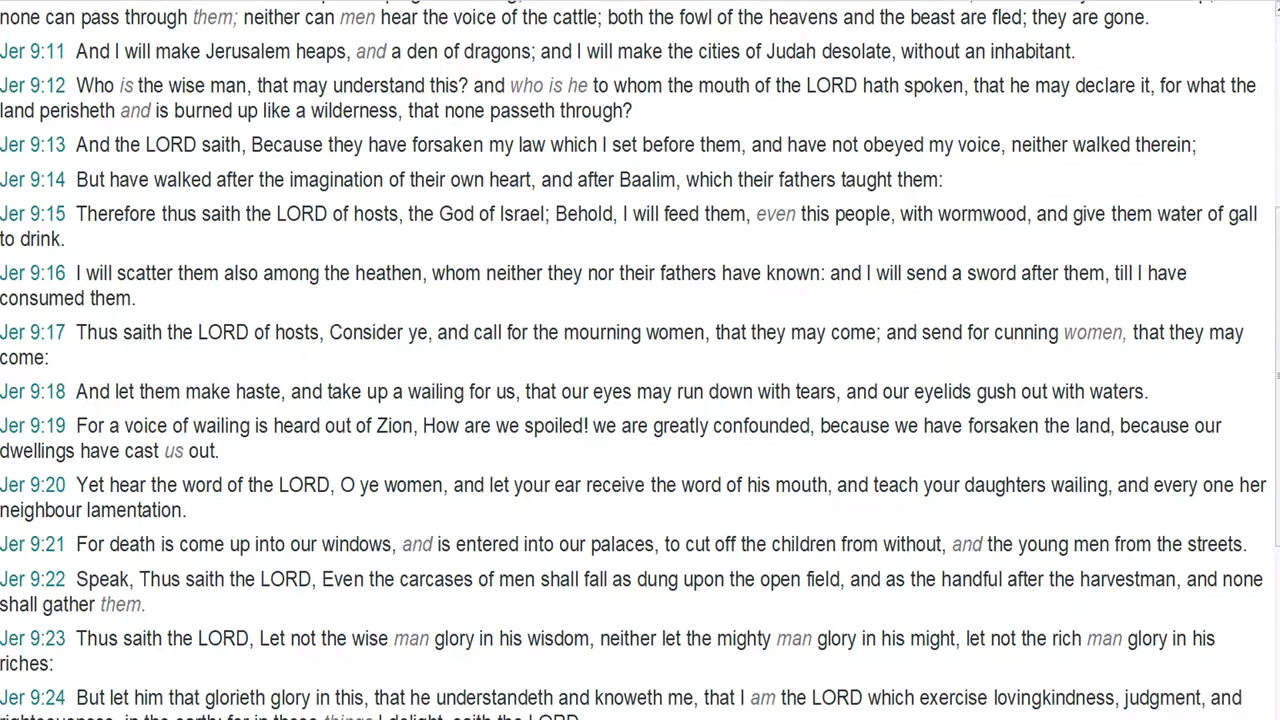 none can pass through them; neither can men hear the voice of the cattle; both the fowl of the heavens and the beast are fled; they are gone.
Jer 9:11 And I will make Jerusalem heaps, and a den of dragons; and I will make the cities of Judah desolate, without an inhabitant.
Jer 9:12 Who is the wise man, that may understand this? and who is he to whom the mouth of the LORD hath spoken, that he may declare it, for what the
land perisheth and is burned up like a wilderness, that none passeth through?
Jer 9:13 And the LORD saith, Because they have forsaken my law which I set before them, and have not obeyed my voice, neither walked therein;
Jer 9:14 But have walked after the imagination of their own heart, and after Baalim, which their fathers taught them:
Jer 9:15 Therefore thus saith the LORD of hosts, the God of Israel; Behold, I will feed them, even this people, with wormwood, and give them water of gall
to drink.
Jer 9:16 I will scatter them also among the heathen, whom neither they nor their fathers have known: and I will send a sword after them, till I have
consumed them.
Jer 9:17 Thus saith the LORD of hosts, Consider ye, and call for the mourning women, that they may come; and send for cunning women, that they may
come:
Jer 9:18 And let them make haste, and take up a wailing for us, that our eyes may run down with tears, and our eyelids gush out with waters.
Jer 9:19 For a voice of wailing is heard out of Zion, How are we spoiled! we are greatly confounded, because we have forsaken the land, because our
dwellings have cast us out.
Jer 9:20 Yet hear the word of the LORD, O ye women, and let your ear receive the word of his mouth, and teach your daughters wailing, and every one her
neighbour lamentation.
Jer 9:21 For death is come up into our windows, and is entered into our palaces, to cut off the children from without, and the young men from the streets.
Jer 9:22 Speak, Thus saith the LORD, Even the carcases of men shall fall as dung upon the open field, and as the handful after the harvestman, and none
shall gather them.
Jer 9:23 Thus saith the LORD, Let not the wise man glory in his wisdom, neither let the mighty man glory in his might, let not the rich man glory in his
riches:
Jer 9:24 But let him that glorieth glory in this, that he understandeth and knoweth me, that I am the LORD which exercise lovingkindness, judgment, and
righteousness, in the earth: for in these things I delight, saith the LORD.